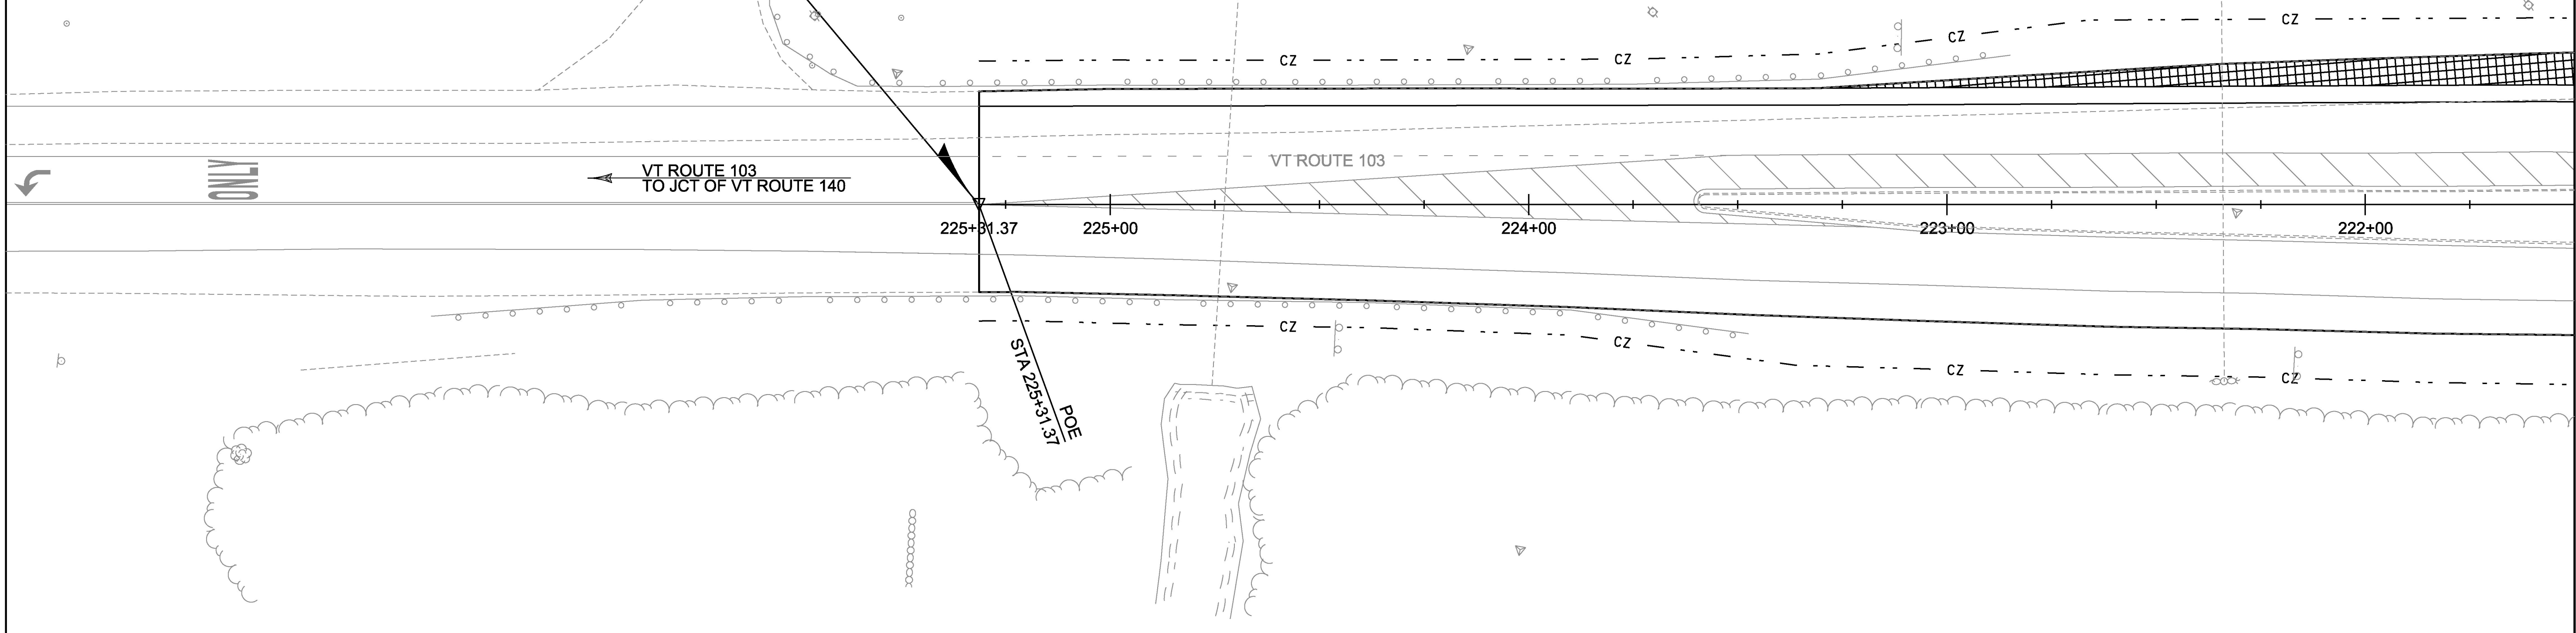 CZ
CZ
CZ
CZ
ONLY
VT ROUTE 103
TO JCT OF VT ROUTE 140
VT ROUTE 103
225+31.37
225+00
224+00
223+00
222+00
CZ
CZ
CZ
CZ
POE
STA 225+31.37